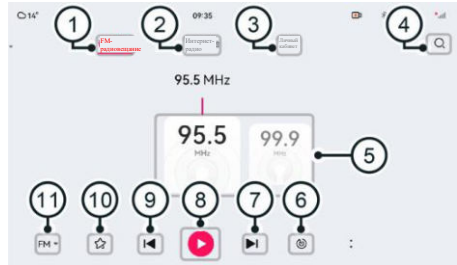 14°
09:35
1
2
3
4
FM-
радиовещание
Интернет-
радио
Личный
кабинет
95.5 MHz
95.5
MHz
99.9
MHz
5
11
10
9
8
7
6
FM